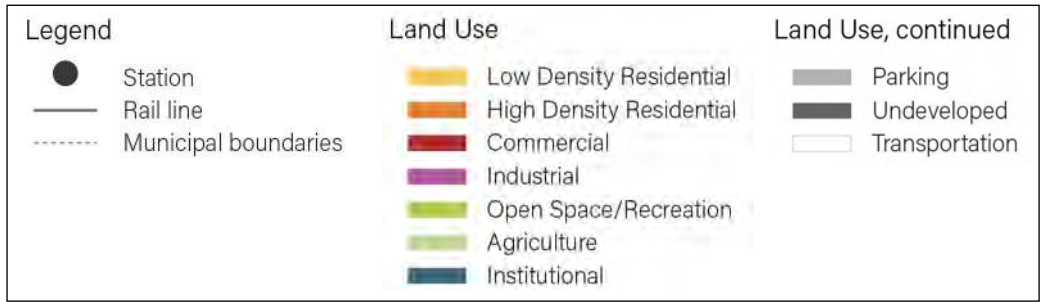 Legend
Station
Rail line
Municipal boundaries
Land Use
Low Density Residential
High Density Residential
Commercial
Industrial
Open Space/Recreation
Agriculture
Institutional
Land Use, continued
Parking
Undeveloped
Transportation